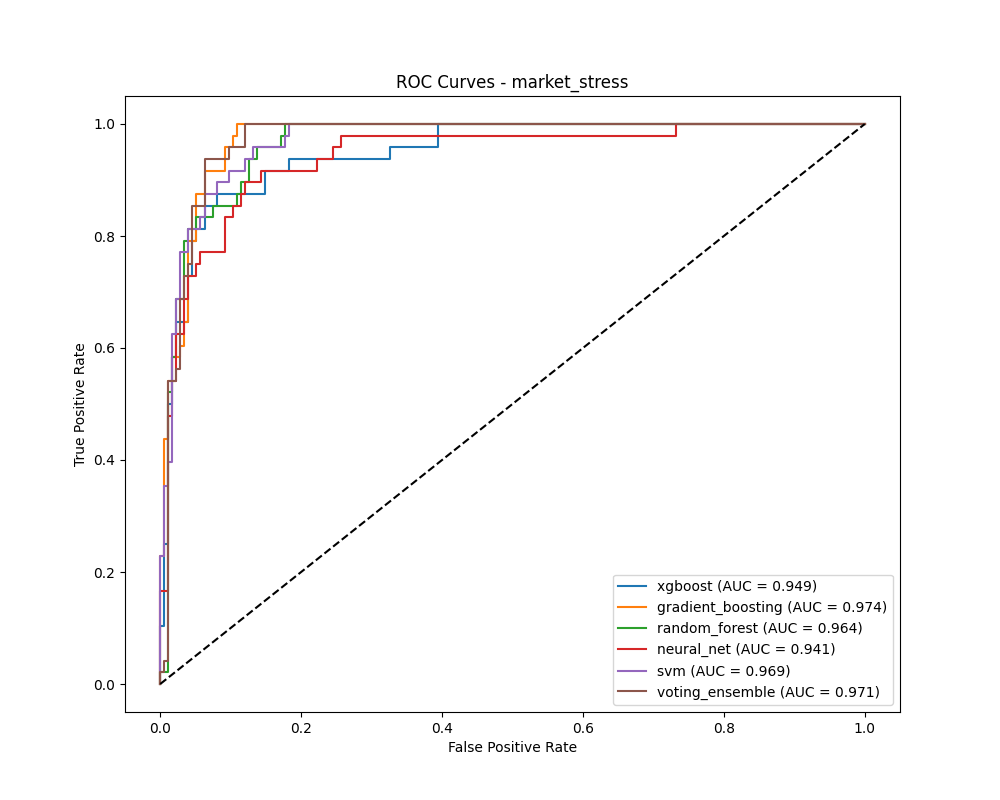 ROC Curves - market_stress
1.0
0.8
0.6
0.4
0.2
0.0
True Positive Rate
0.0 0.2 0.4 0.6 0.8 1.0
False Positive Rate
xgboost (AUC = 0.949)
gradient_boosting (AUC = 0.974)
random_forest (AUC = 0.964)
neural_net (AUC = 0.941)
svm (AUC = 0.969)
voting_ensemble (AUC = 0.971)